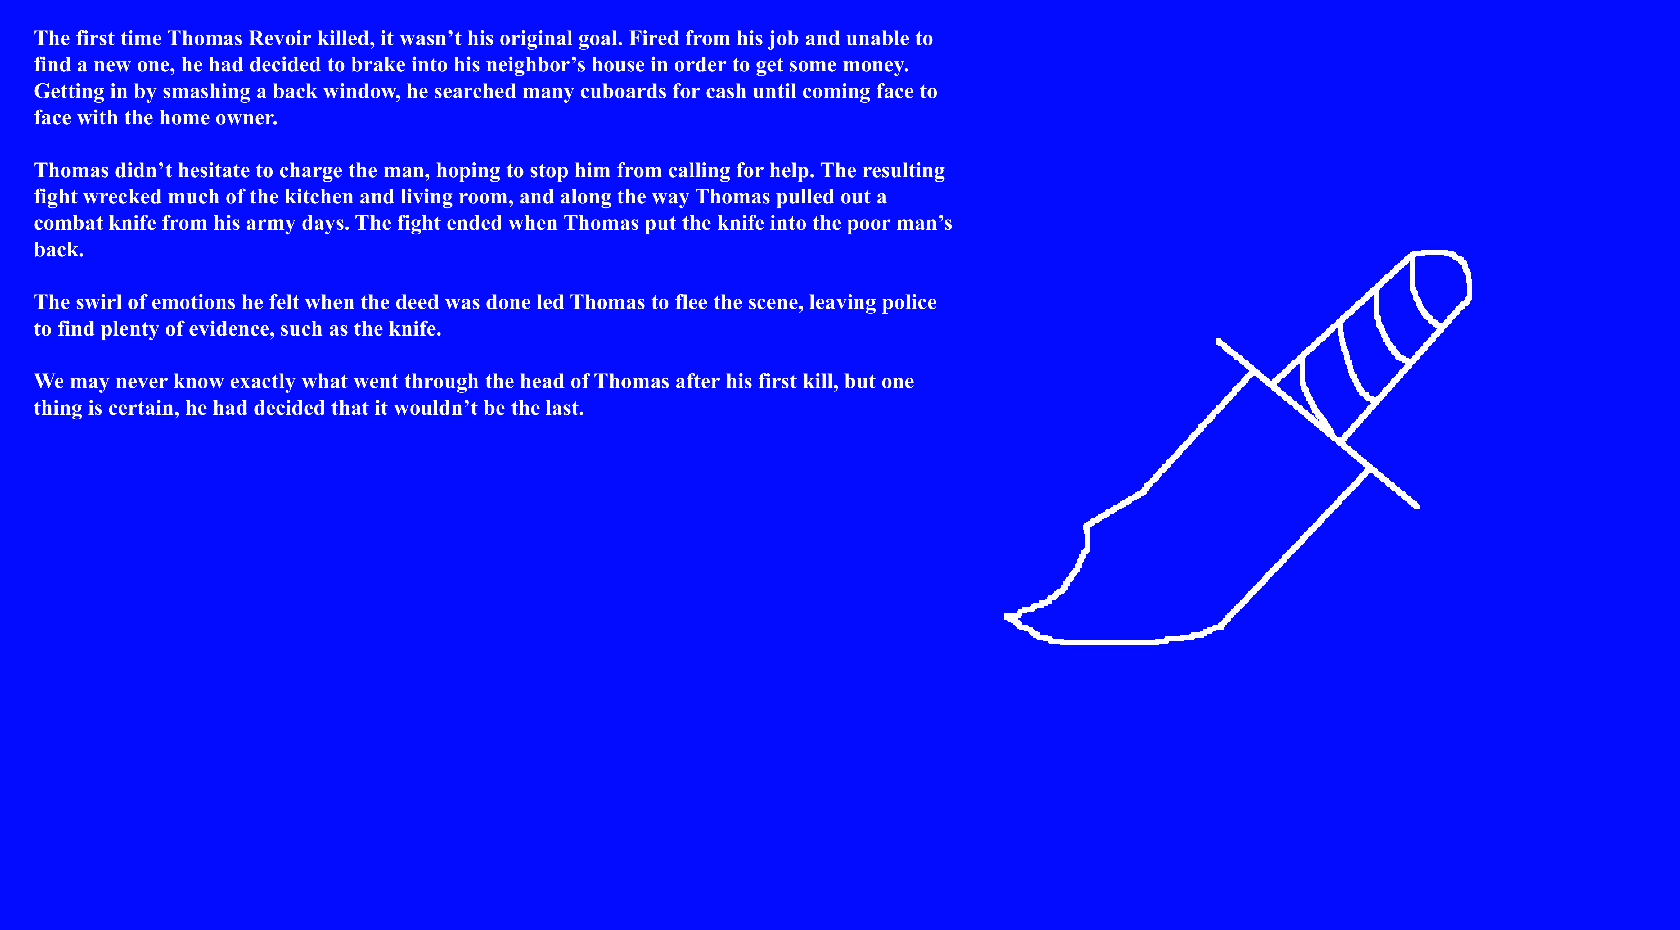 The first time Thomas Revoir killed, it wasn’t his original goal. Fired from his job and unable to
find a new one, he had decided to brake into his neighbor’s house in order to get some money.
Getting in by smashing a back window, he searched many cuboards for cash until coming face to
face with the home owner.
Thomas didn’t hesitate to charge the man, hoping to stop him from calling for help. The resulting
fight wrecked much of the kitchen and living room, and along the way Thomas pulled out a
combat knife from his army days. The fight ended when Thomas put the knife into the poor man’s
back.
The swirl of emotions he felt when the deed was done led Thomas to flee the scene, leaving police
to find plenty of evidence, such as the knife.
We may never know exactly what went through the head of Thomas after his first kill, but one
thing is certain, he had decided that it wouldn’t be the last.